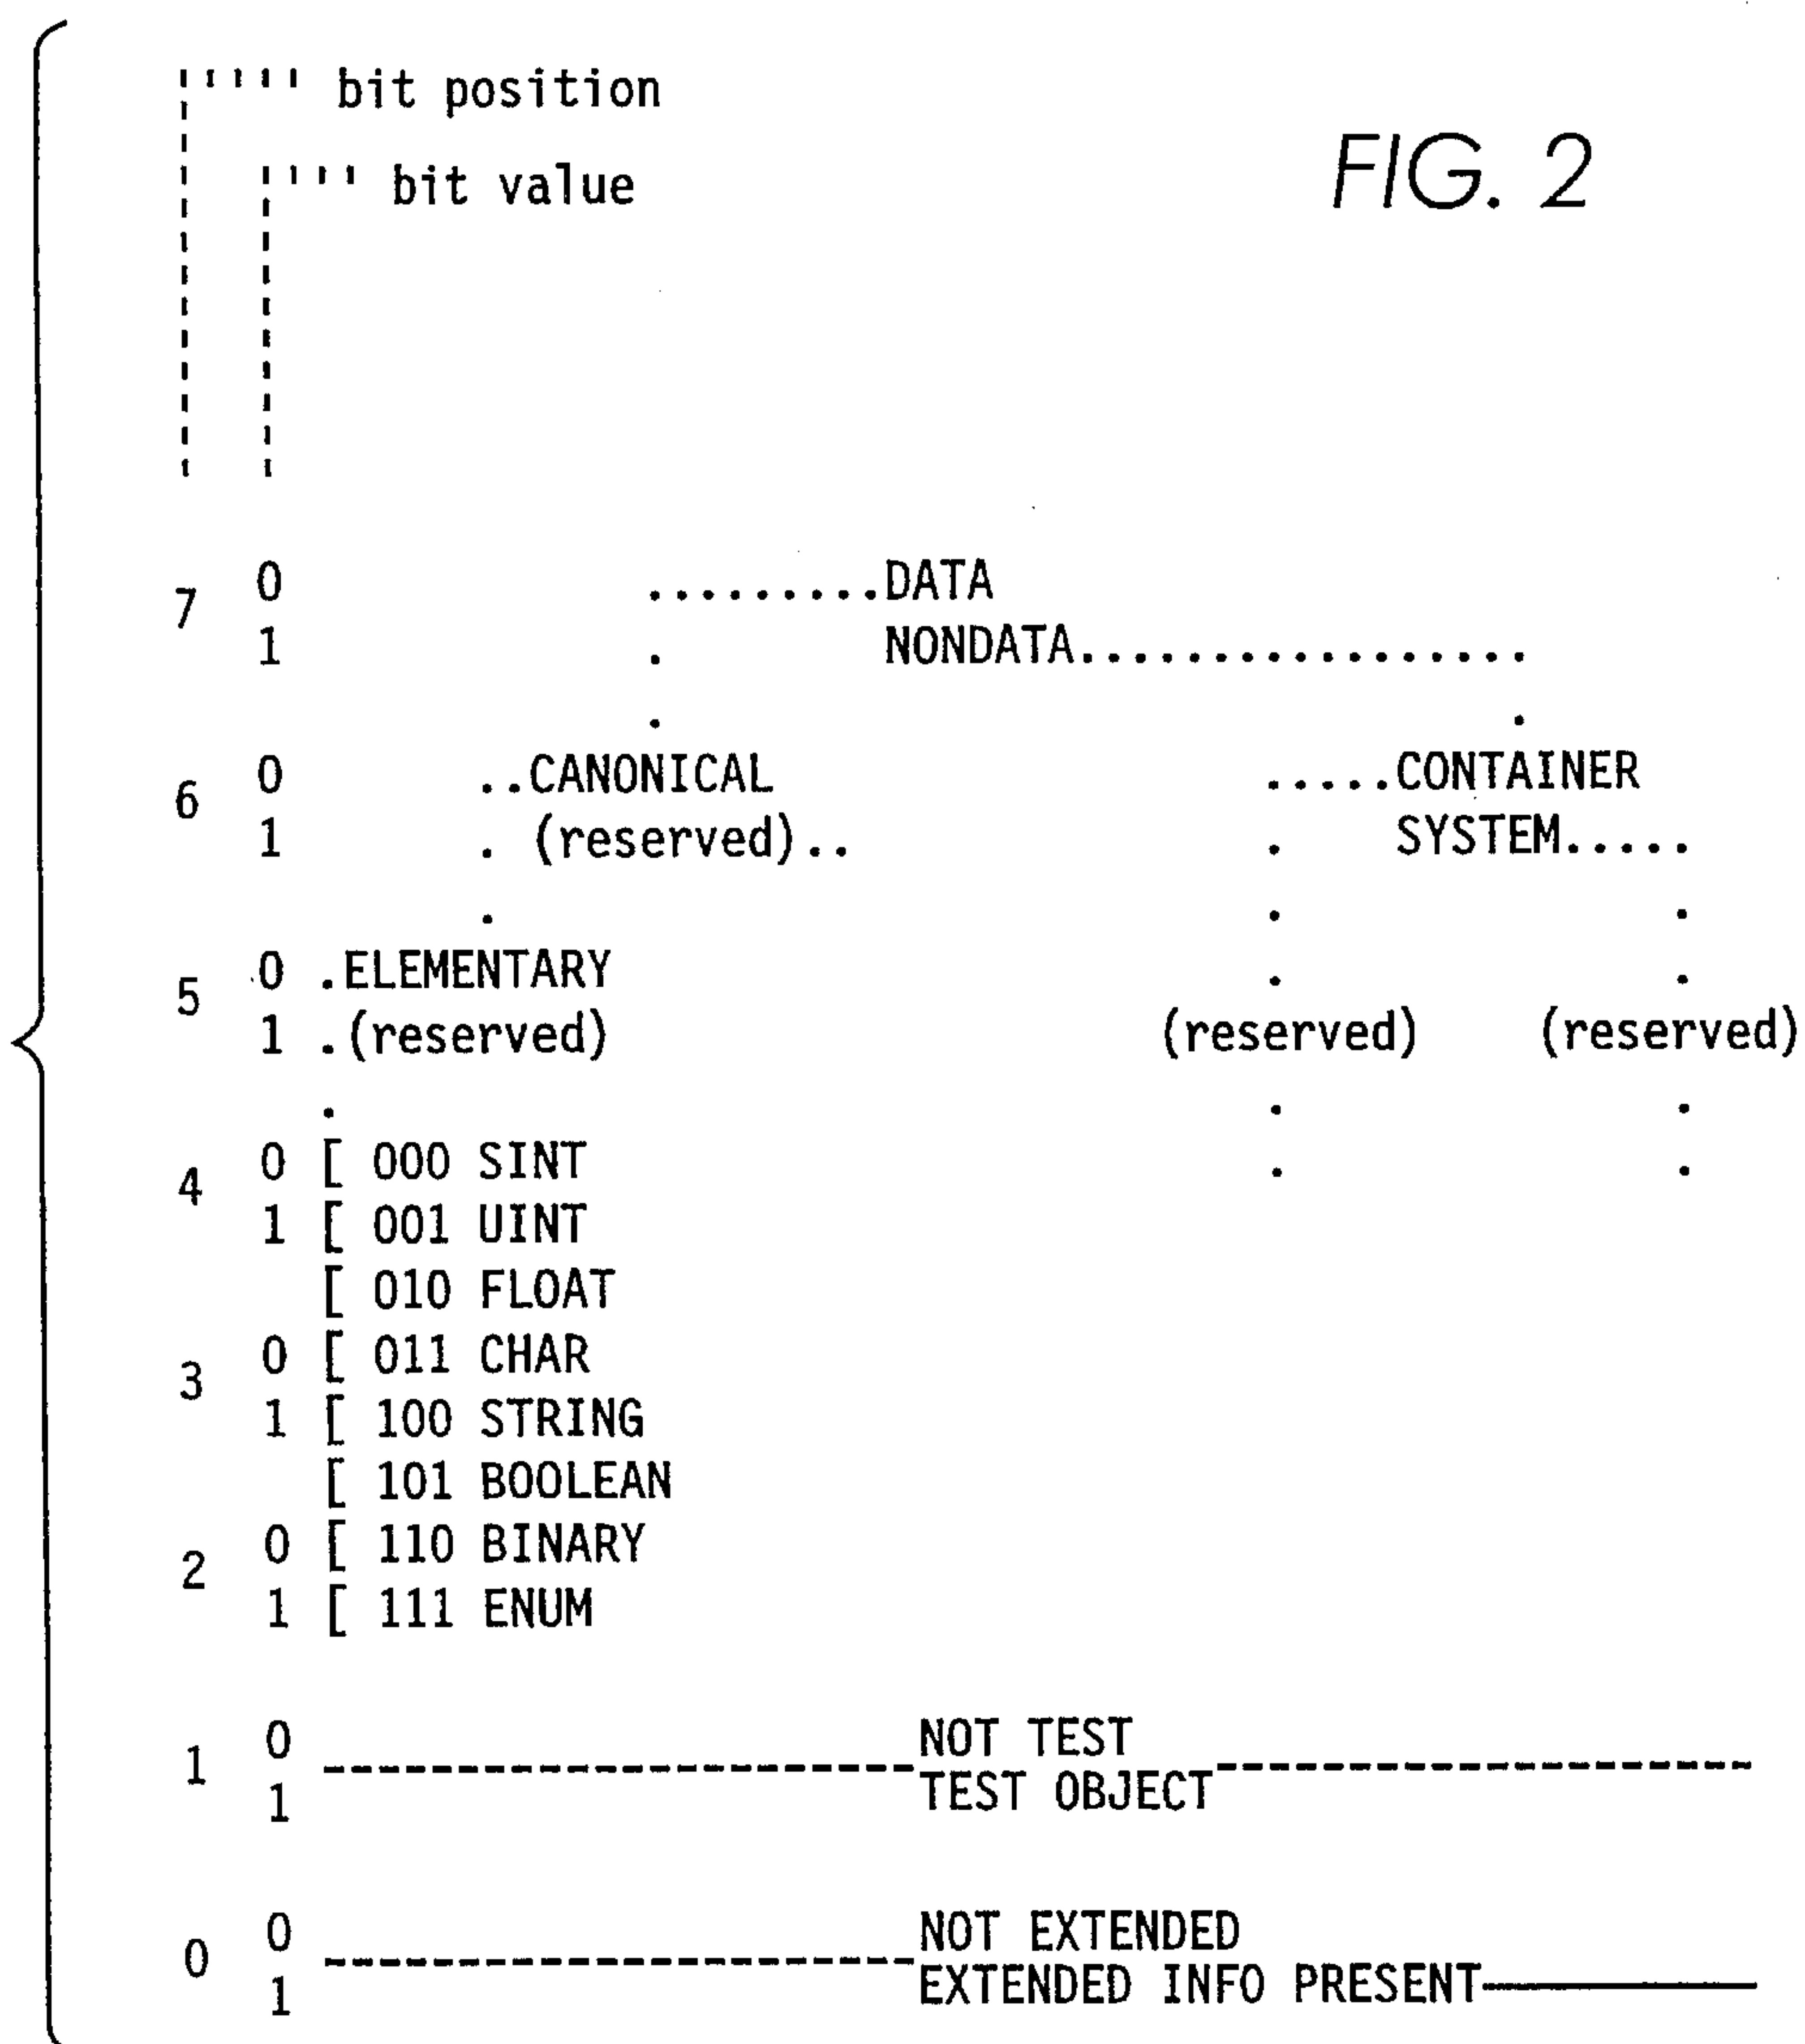 bit position
FIG. 2
bit value
0 .........DATA
7
1 . NONDATA.................
. .
0 ..CANONICAL .....CONTAINER
6
1 . (reserved).. . SYSTEM.....
. . .
0 .ELEMENTARY . .
5
1 .(reserved) (reserved) (reserved)
. . .
0 [ 000 SINT . .
4
1 [ 001 UINT
[ 010 FLOAT
0 [ 011 CHAR
3
1 [ 100 STRING
[ 101 BOOLEAN
0 [ 110 BINARY
2
1 [ 111 ENUM
0 NOT TEST
1
1 TEST OBJECT
0 NOT EXTENDED
0
1 EXTENDED INFO PRESENT